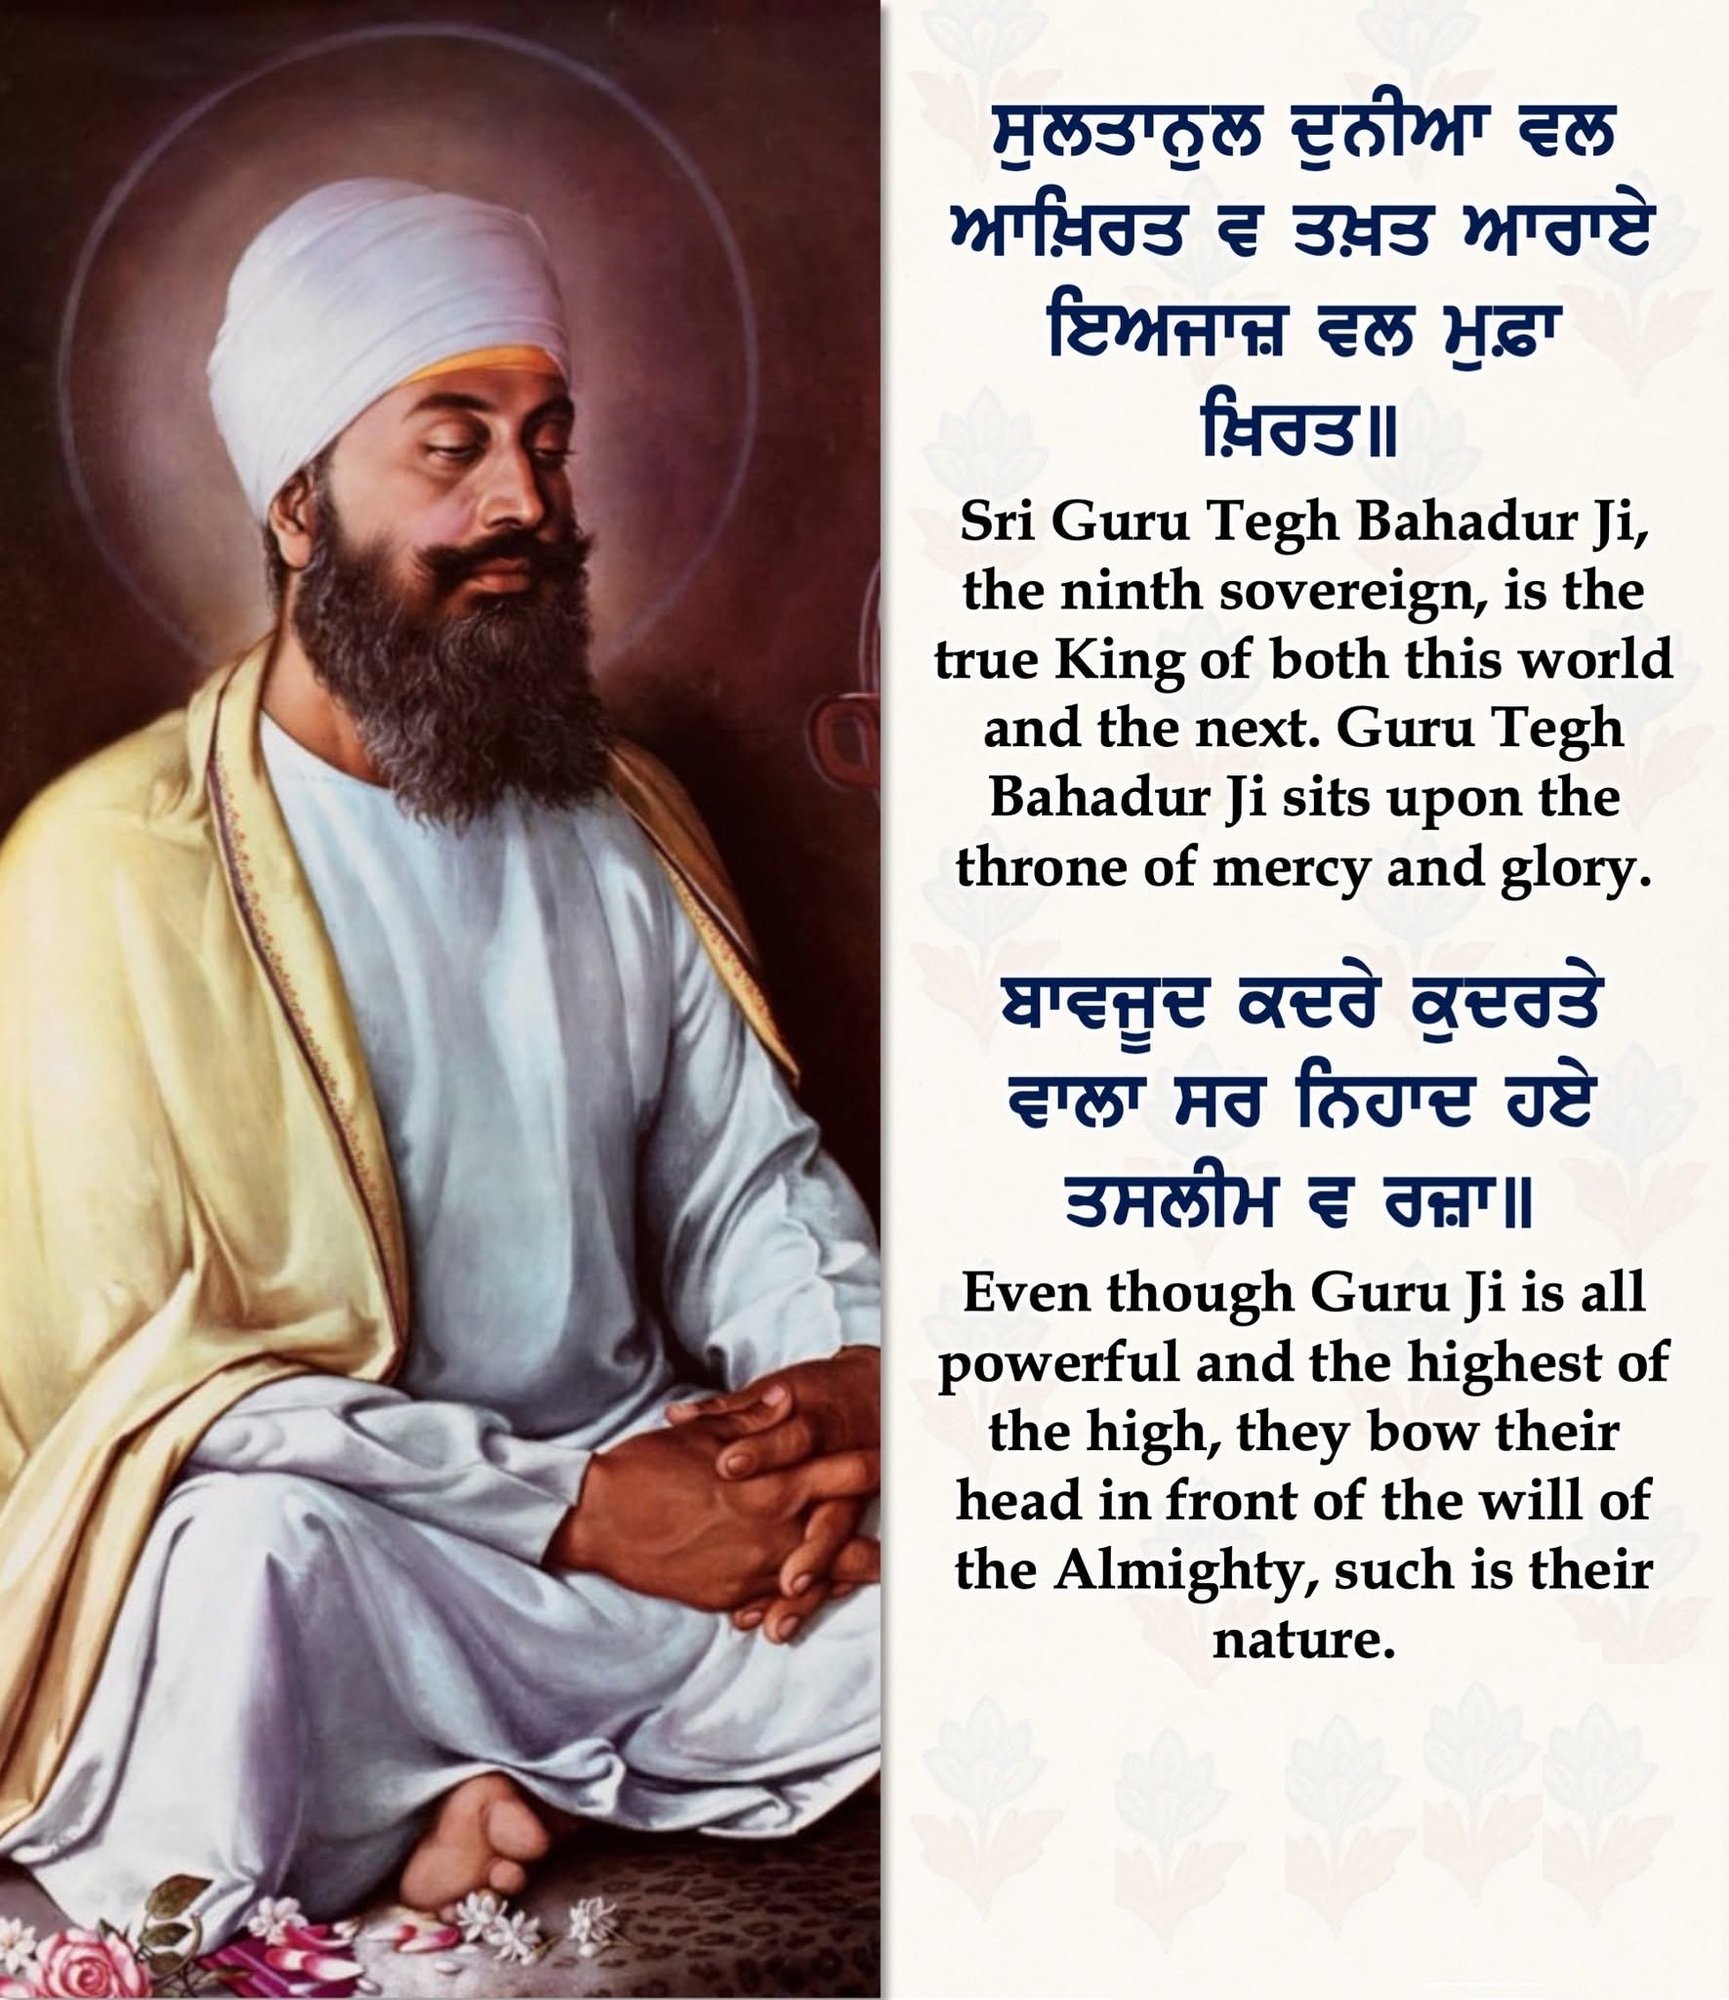 ਸੁਲਤਾਨੁਲ ਦੁਨੀਆ ਵਲ
ਆਖ਼ਿਰਤ ਵ ਤਖ਼ਤ ਆਰਾਏ
ਇਅਜਾਜ਼ ਵਲ ਮੁਫ਼ਾ
ਖ਼ਿਰਤ॥
Sri Guru Tegh Bahadur Ji,
the ninth sovereign, is the
true King of both this world
and the next. Guru Tegh
Bahadur Ji sits upon the
throne of mercy and glory.
ਬਾਵਜੂਦ ਕਦਰੇ ਕੁਦਰਤੇ
ਵਾਲਾ ਸਰ ਨਿਹਾਦ ਹਏ
ਤਸਲੀਮ ਵ ਰਜ਼ਾ॥
Even though Guru Ji is all
powerful and the highest of
the high, they bow their
head in front of the will of
the Almighty, such is their
nature.